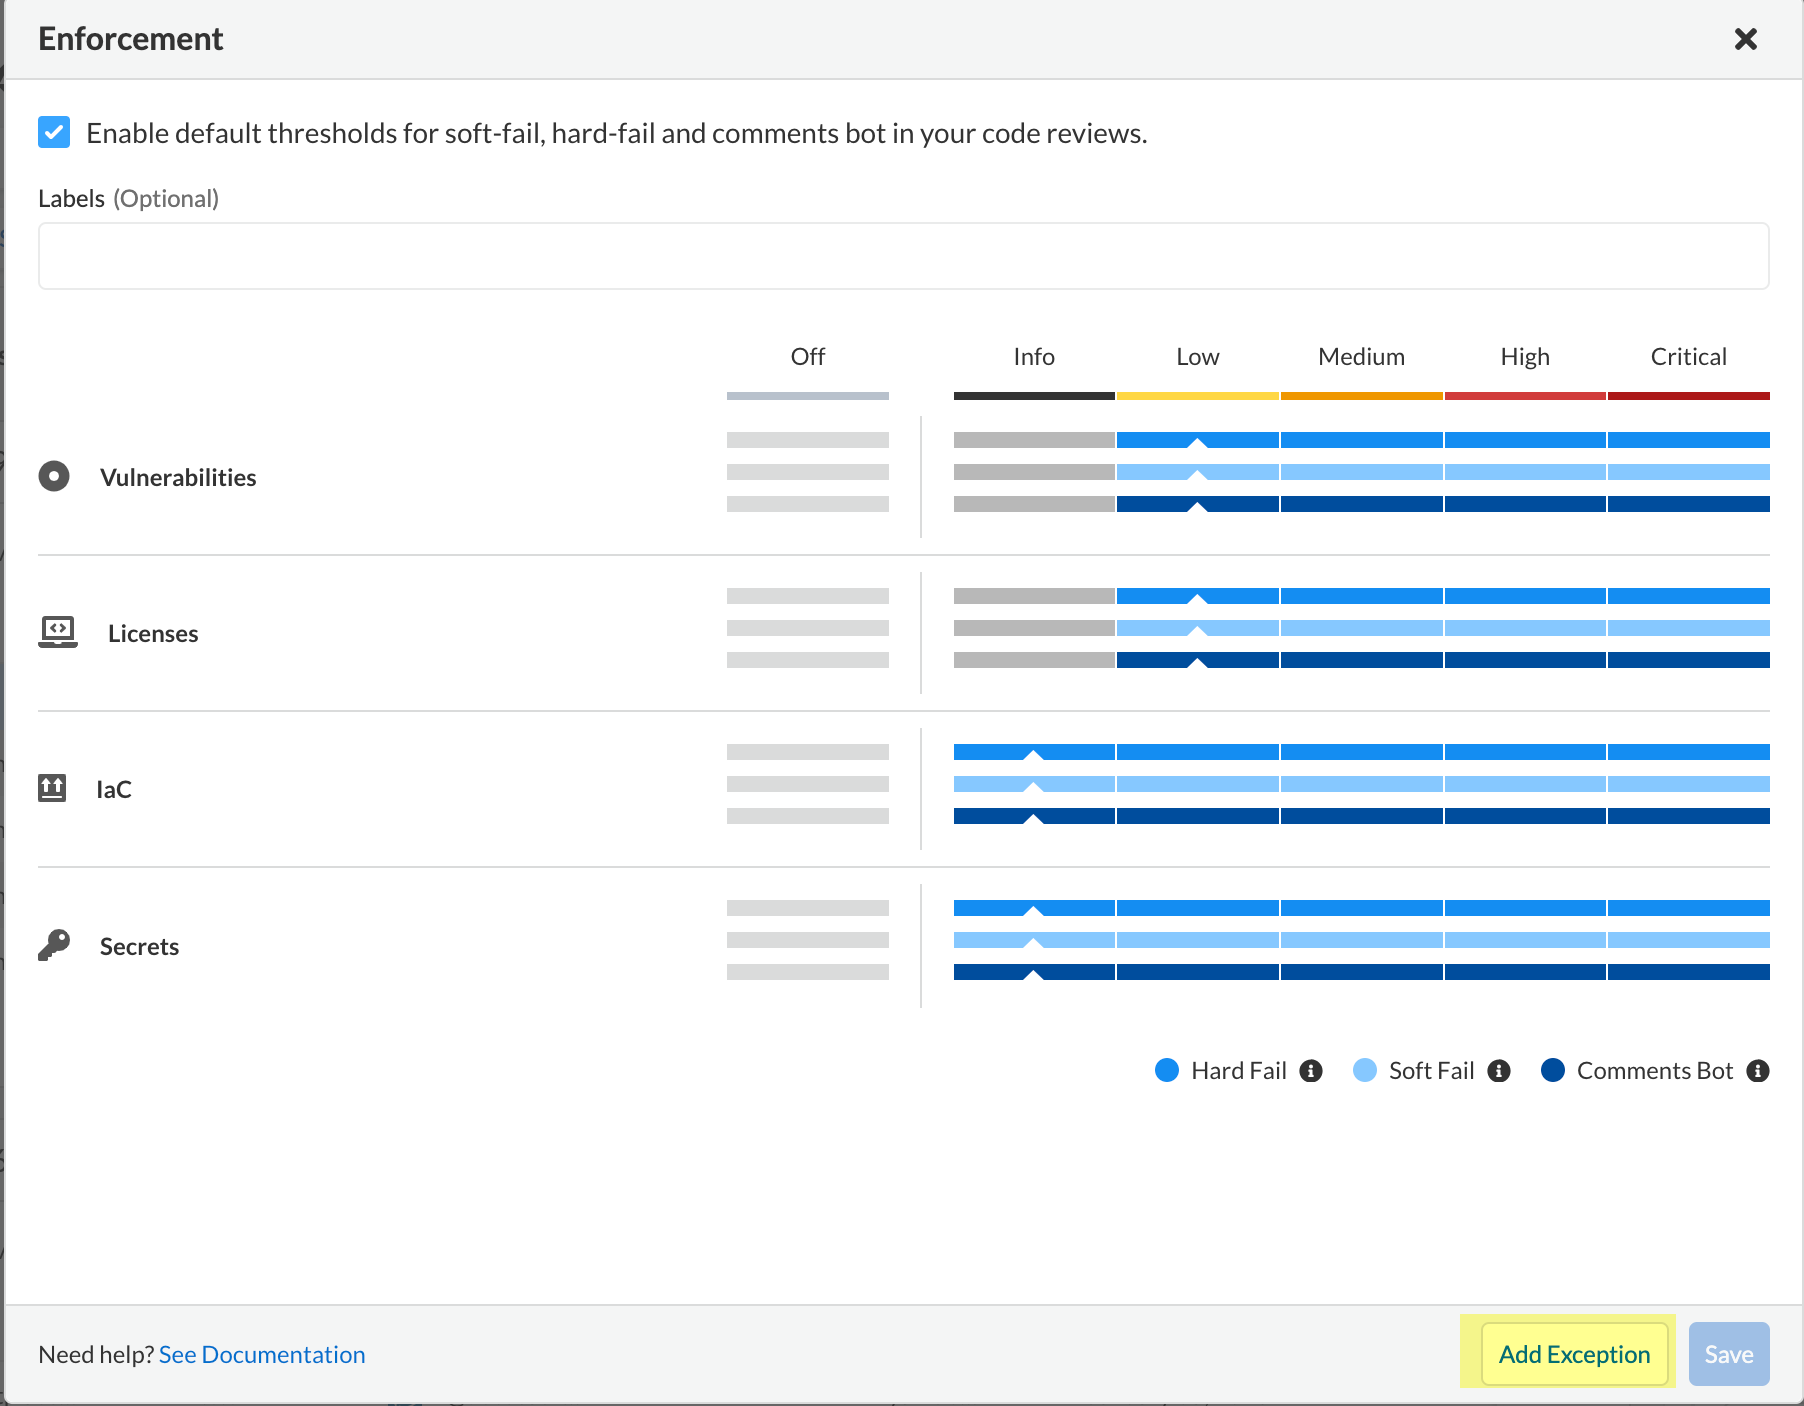 Enforcement
Enable default thresholds for soft-fail, hard-fail and comments bot in your code reviews.
Labels (Optional)
Off Info Low Medium High Critical
Vulnerabilities
Licenses
IaC
Secrets
Hard Fail Soft Fail Comments Bot
Need help? See Documentation Add Exception Save